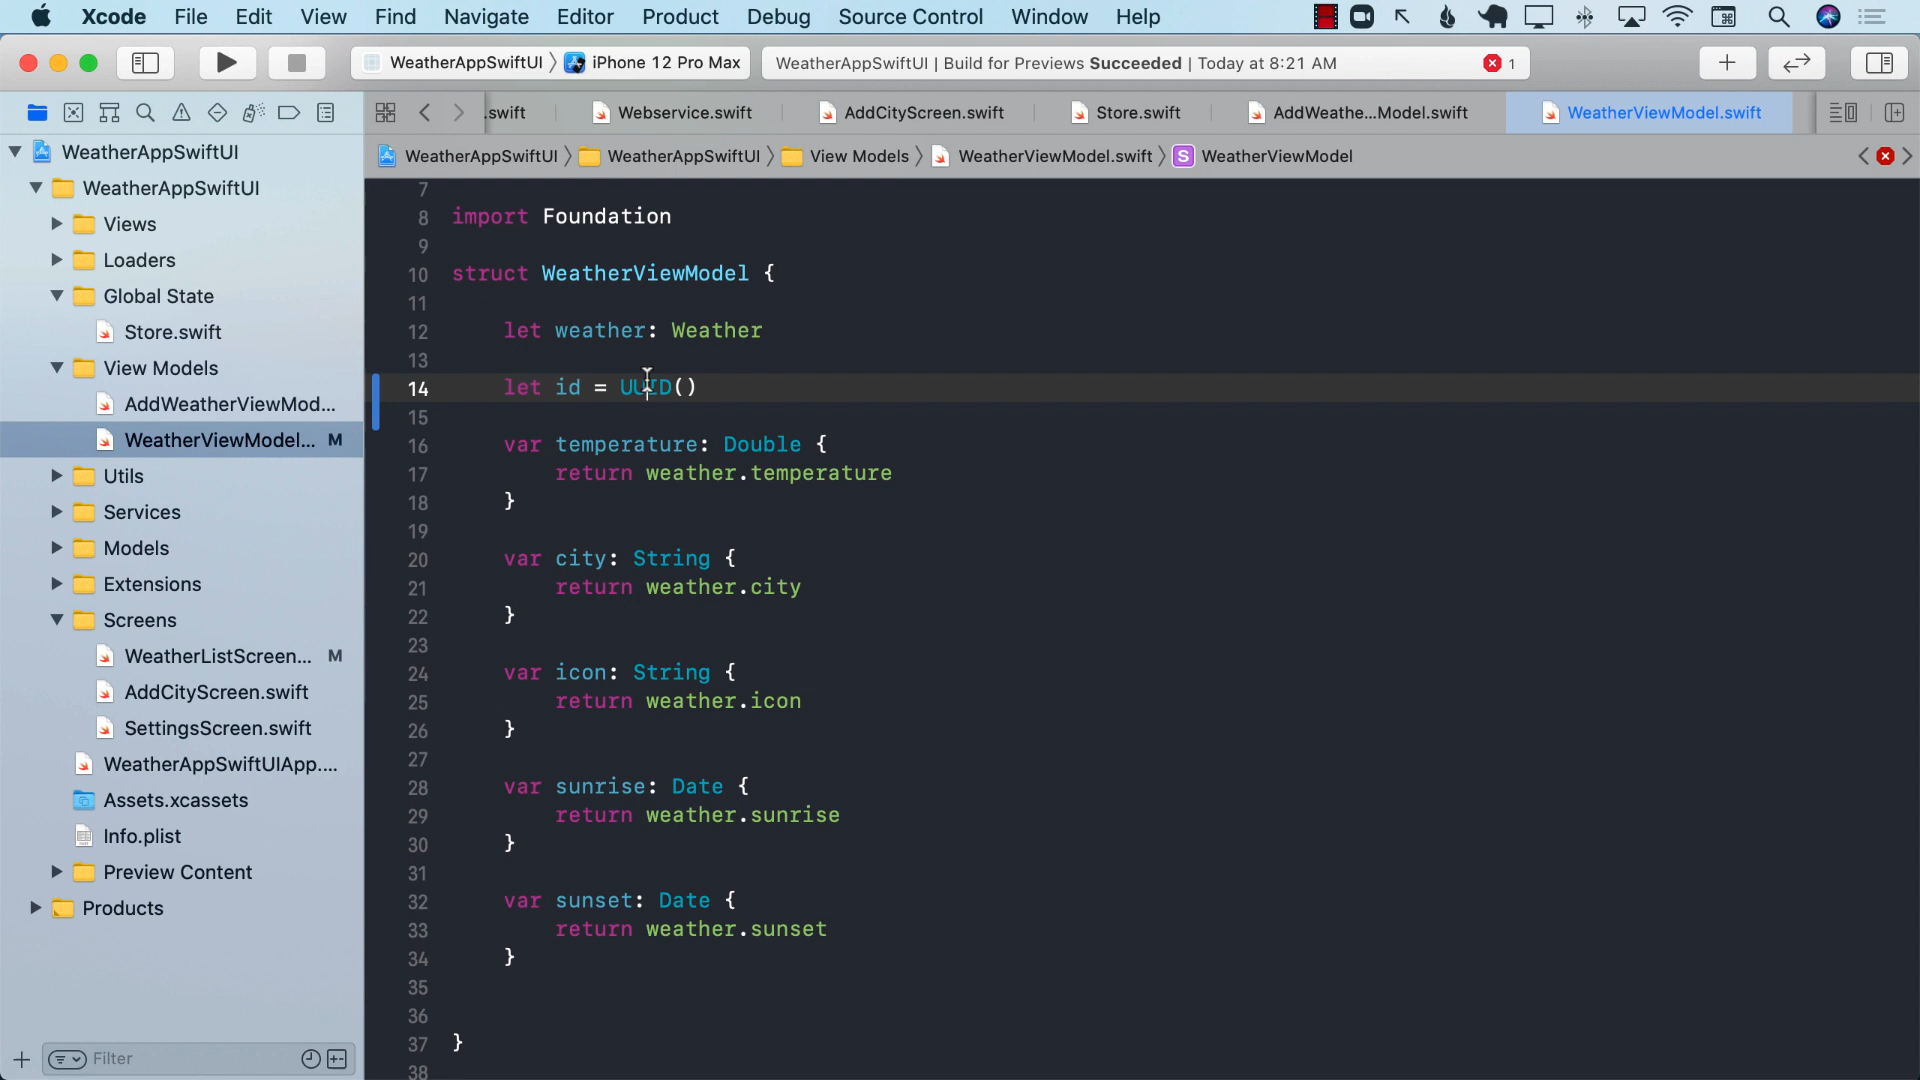 Xcode File Edit View Find Navigate Editor Product Debug Source Control Window Help
WeatherAppSwiftUI 〉 iPhone 12 Pro Max WeatherAppSwiftUI | Build for Previews Succeeded | Today at 8:21 AM 1
.swift Webservice.swift AddCityScreen.swift Store.swift AddWeathe...Model.swift WeatherViewModel.swift
WeatherAppSwiftUI 〉 WeatherAppSwiftUI 〉 View Models 〉 WeatherViewModel.swift 〉 S WeatherViewModel
WeatherAppSwiftUI
WeatherAppSwiftUI
Views
Loaders
Global State
Store.swift
View Models
AddWeatherViewMod...
WeatherViewModel... M
Utils
Services
Models
Extensions
Screens
WeatherListScreen... M
AddCityScreen.swift
SettingsScreen.swift
WeatherAppSwiftUIApp....
Assets.xcassets
Info.plist
Preview Content
Products
Filter
7
8 import Foundation
9
10 struct WeatherViewModel {
11
12 let weather: Weather
13
14 let id = UUID()
15
16 var temperature: Double {
17 return weather.temperature
18 }
19
20 var city: String {
21 return weather.city
22 }
23
24 var icon: String {
25 return weather.icon
26 }
27
28 var sunrise: Date {
29 return weather.sunrise
30 }
31
32 var sunset: Date {
33 return weather.sunset
34 }
35
36
37 }
38